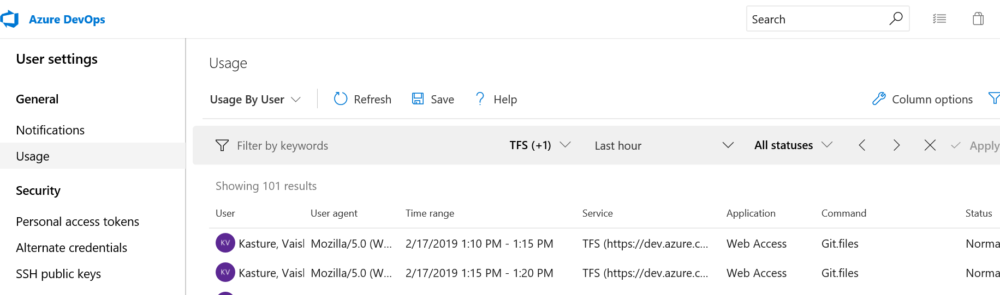 Azure DevOps
Search
User settings
General
Notifications
Usage
Security
Personal access tokens
Alternate credentials
SSH public keys
Usage
Usage By User
Refresh
Save
? Help
Column options
Filter by keywords
TFS (+1)
Last hour
All statuses
Apply
Showing 101 results
User User agent Time range Service Application Command Status
KV Kasture, Vaisl Mozilla/5.0 (W... 2/17/2019 1:10 PM - 1:15 PM TFS (https://dev.azure.c... Web Access Git.files Norma
KV Kasture, Vaisl Mozilla/5.0 (W... 2/17/2019 1:15 PM - 1:20 PM TFS (https://dev.azure.c... Web Access Git.files Norma